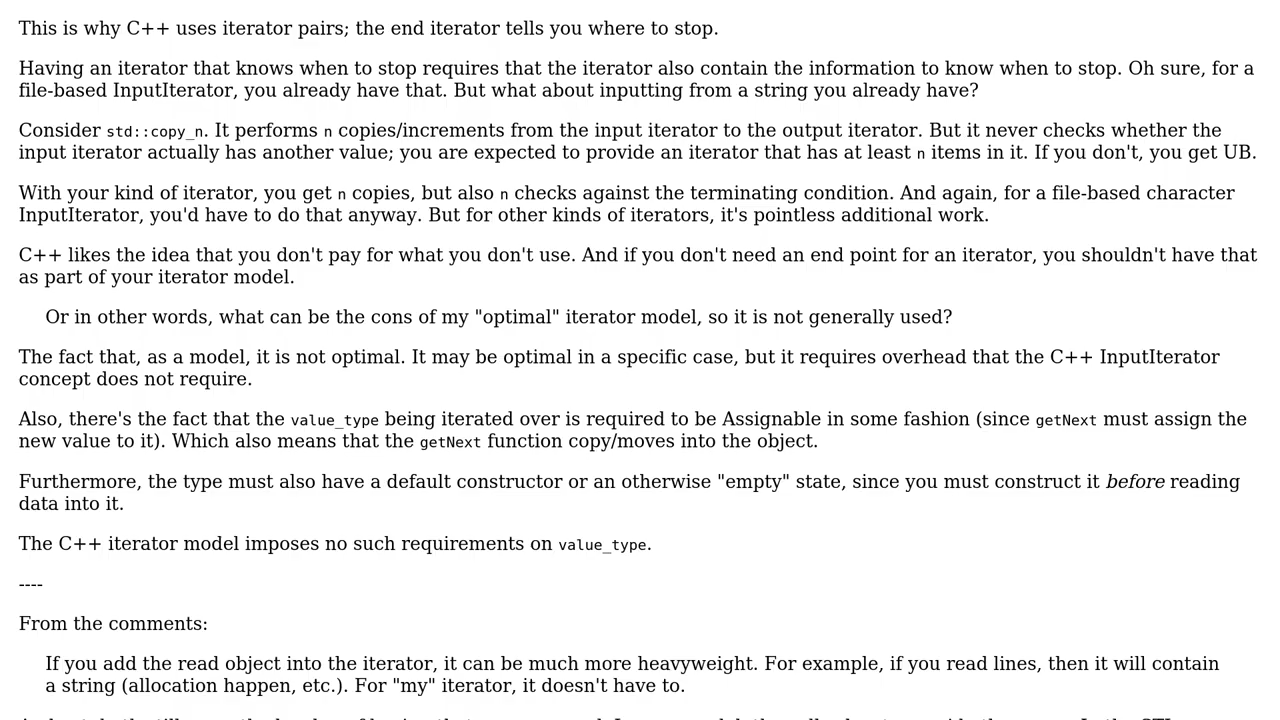 This is why C++ uses iterator pairs; the end iterator tells you where to stop.
Having an iterator that knows when to stop requires that the iterator also contain the information to know when to stop. Oh sure, for a
file-based InputIterator, you already have that. But what about inputting from a string you already have?
Consider std::copy_n. It performs n copies/increments from the input iterator to the output iterator. But it never checks whether the
input iterator actually has another value; you are expected to provide an iterator that has at least n items in it. If you don't, you get UB.
With your kind of iterator, you get n copies, but also n checks against the terminating condition. And again, for a file-based character
InputIterator, you'd have to do that anyway. But for other kinds of iterators, it's pointless additional work.
C++ likes the idea that you don't pay for what you don't use. And if you don't need an end point for an iterator, you shouldn't have that
as part of your iterator model.
Or in other words, what can be the cons of my "optimal" iterator model, so it is not generally used?
The fact that, as a model, it is not optimal. It may be optimal in a specific case, but it requires overhead that the C++ InputIterator
concept does not require.
Also, there's the fact that the value_type being iterated over is required to be Assignable in some fashion (since getNext must assign the
new value to it). Which also means that the getNext function copy/moves into the object.
Furthermore, the type must also have a default constructor or an otherwise "empty" state, since you must construct it before reading
data into it.
The C++ iterator model imposes no such requirements on value_type.
----
From the comments:
If you add the read object into the iterator, it can be much more heavyweight. For example, if you read lines, then it will contain
a string (allocation happen, etc.). For "my" iterator, it doesn't have to.